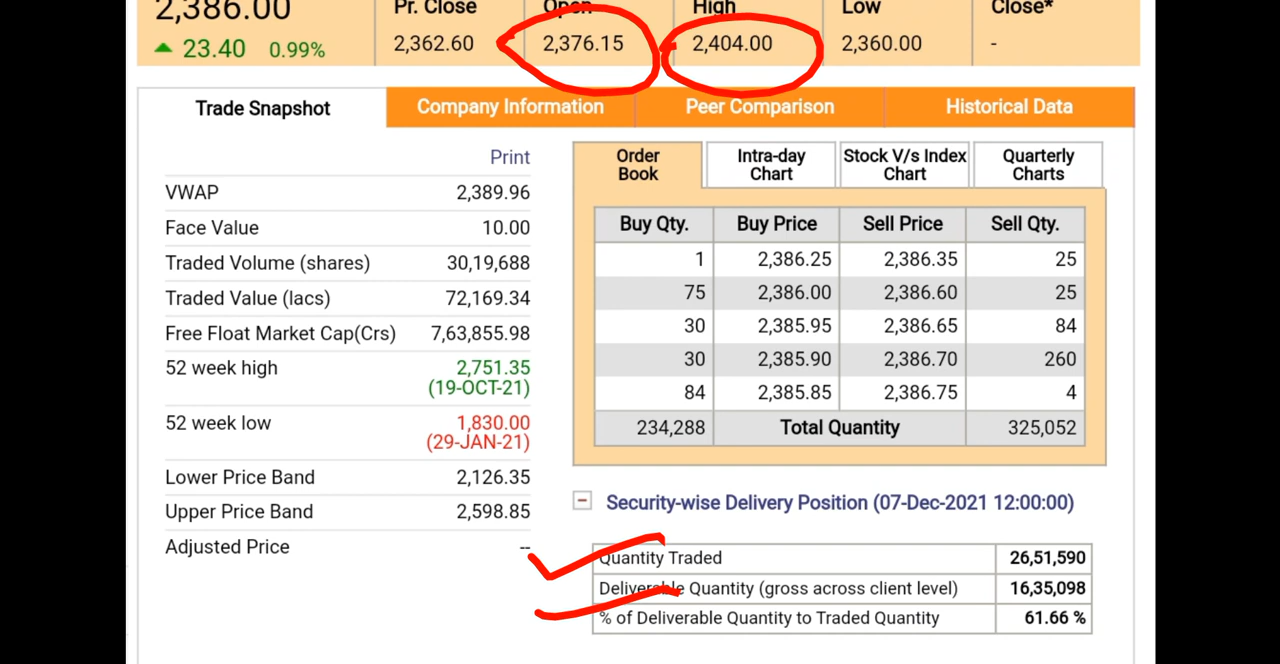 2,386.00
Pr. Close Open High Low Close*
23.40 0.99% 2,362.60 2,376.15 2,404.00 2,360.00 -
Trade Snapshot Company Information Peer Comparison Historical Data
Print
VWAP 2,389.96
Face Value 10.00
Traded Volume (shares) 30,19,688
Traded Value (lacs) 72,169.34
Free Float Market Cap(Crs) 7,63,855.98
52 week high 2,751.35
(19-OCT-21)
52 week low 1,830.00
(29-JAN-21)
Lower Price Band 2,126.35
Upper Price Band 2,598.85
Adjusted Price --
Order Book Intra-day Chart Stock V/s Index Chart Quarterly Charts
Buy Qty. Buy Price Sell Price Sell Qty.
1 2,386.25 2,386.35 25
75 2,386.00 2,386.60 25
30 2,385.95 2,386.65 84
30 2,385.90 2,386.70 260
84 2,385.85 2,386.75 4
234,288 Total Quantity 325,052
Security-wise Delivery Position (07-Dec-2021 12:00:00)
Quantity Traded 26,51,590
Deliverable Quantity (gross across client level) 16,35,098
% of Deliverable Quantity to Traded Quantity 61.66 %